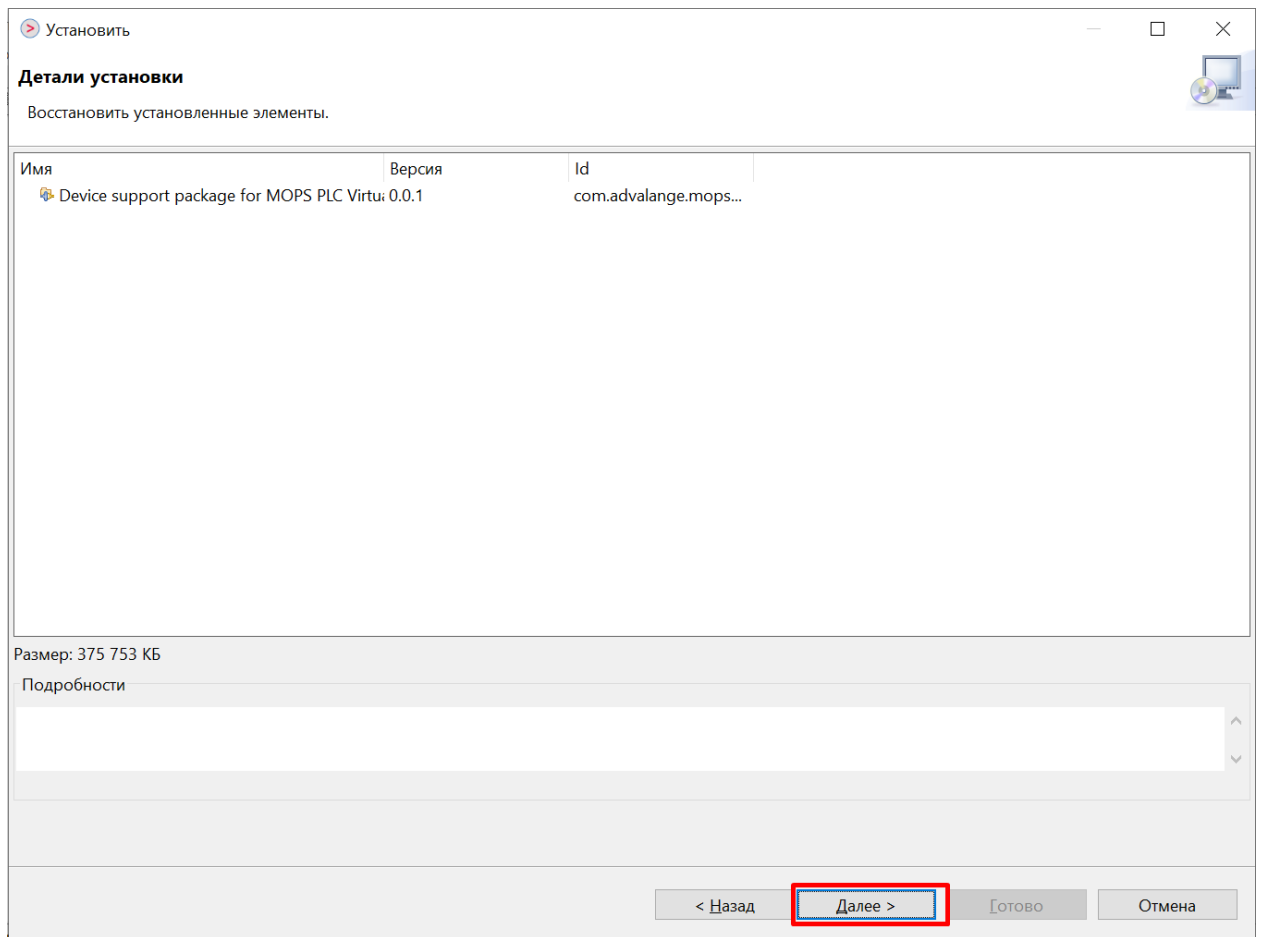 Установить
Детали установки
Восстановить установленные элементы.
Имя Версия Id
Device support package for MOPS PLC Virtu 0.0.1 com.advalange.mops...
Размер: 375 753 КБ
Подробности
< Назад Далее > Готово Отмена